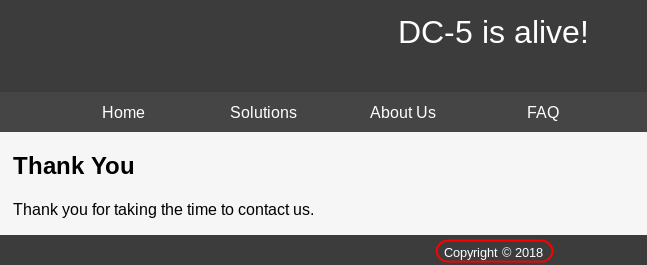 DC-5 is alive!
Home Solutions About Us FAQ
Thank You
Thank you for taking the time to contact us.
Copyright © 2018